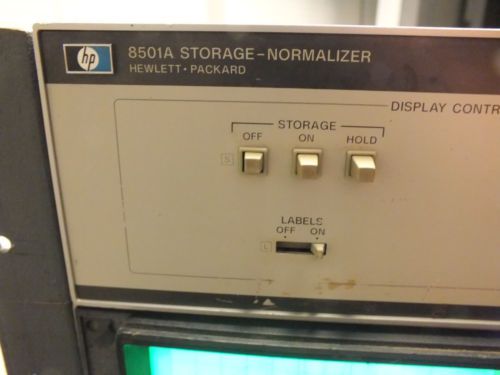 hp 8501A STORAGE-NORMALIZER
HEWLETT • PACKARD
DISPLAY CONTR
STORAGE
OFF ON HOLD
S
LABELS
OFF ON
L